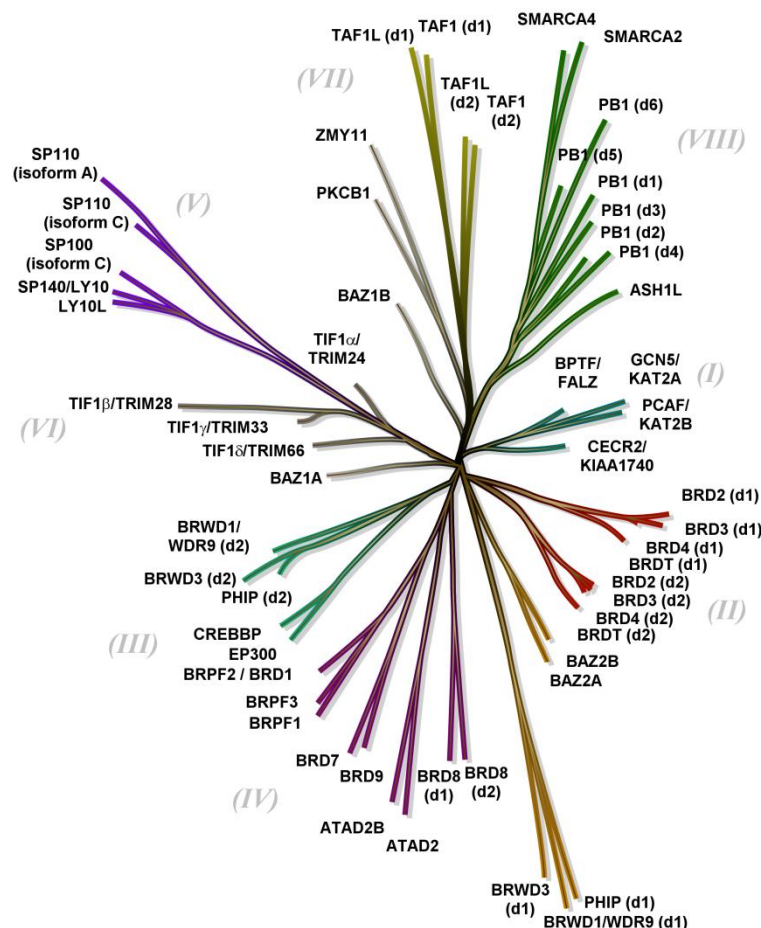 SMARCA4
SMARCA2
TAF1L (d1)
TAF1 (d1)
(VII)
TAF1L
(d2)
TAF1
(d2)
PB1 (d6)
(VIII)
ZMY11
PB1 (d5)
SP110
(isoform A)
(V)
PKCB1
PB1 (d1)
SP110
(isoform C)
PB1 (d3)
PB1 (d2)
SP100
(isoform C)
PB1 (d4)
SP140/LY10
LY10L
BAZ1B
ASH1L
TIF1α/
TRIM24
BPTF/
FALZ
GCN5/
KAT2A
(I)
TIF1β/TRIM28
PCAF/
KAT2B
(VI)
TIF1γ/TRIM33
TIF1δ/TRIM66
CECR2/
KIAA1740
BAZ1A
BRD2 (d1)
BRD3 (d1)
BRD4 (d1)
BRDT (d1)
BRWD1/
WDR9 (d2)
BRWD3 (d2)
PHIP (d2)
BRD2 (d2)
BRD3 (d2)
BRD4 (d2)
BRDT (d2)
(II)
(III)
CREBBP
EP300
BRPF2 / BRD1
BAZ2B
BAZ2A
BRPF3
BRPF1
BRD7
BRD9
BRD8
(d1)
BRD8
(d2)
(IV)
ATAD2B
ATAD2
BRWD3
(d1)
PHIP (d1)
BRWD1/WDR9 (d1)